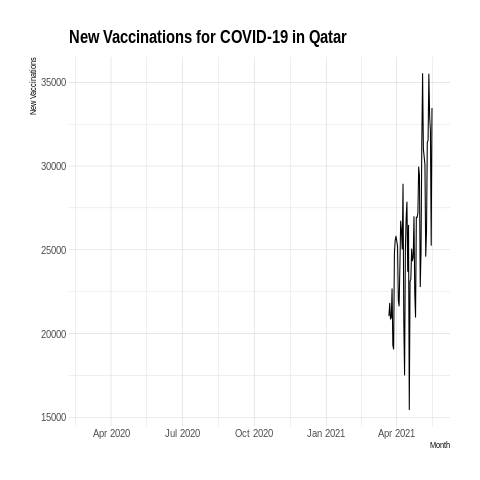 New Vaccinations for COVID-19 in Qatar
New Vaccinations
35000
30000
25000
20000
15000
Apr 2020 Jul 2020 Oct 2020 Jan 2021 Apr 2021
Month